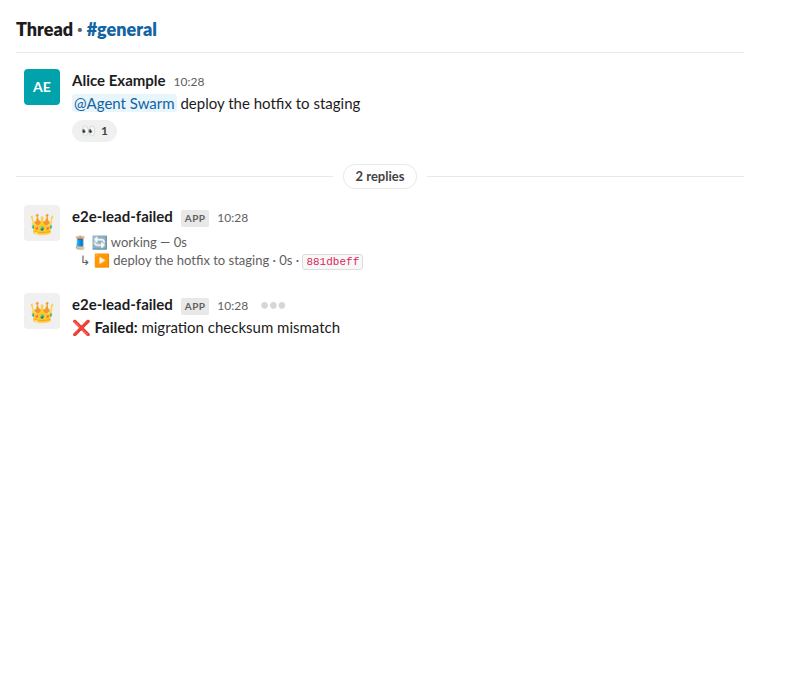 Thread • #general
AE
Alice Example 10:28
@Agent Swarm deploy the hotfix to staging
👀 1
2 replies
e2e-lead-failed APP 10:28
🧵 🔄 working — 0s
↳ ▶️ deploy the hotfix to staging · 0s · 881dbeff
e2e-lead-failed APP 10:28
❌ Failed: migration checksum mismatch